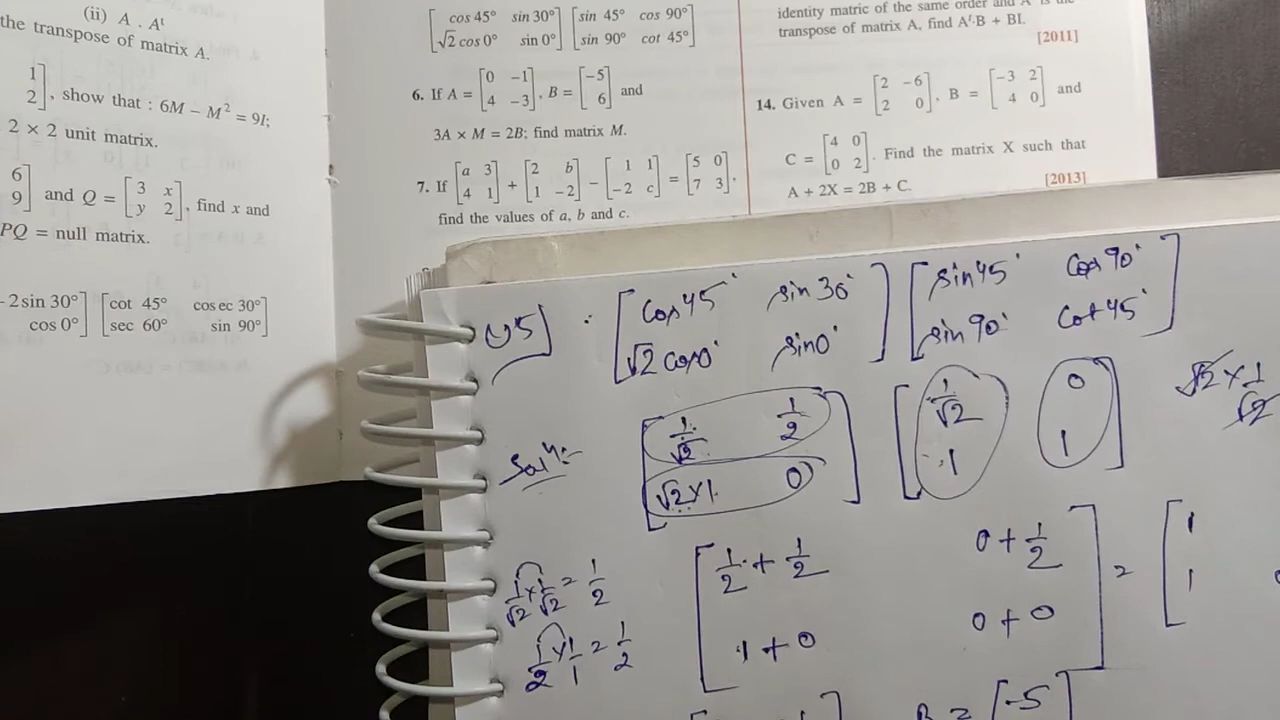 (ii) A . Aᵗ
the transpose of matrix A.
[1
2], show that : 6M – M² = 9I;
2 × 2 unit matrix.
[6
9] and Q = [3 x
y 2], find x and
PQ = null matrix.
– 2 sin 30°
cos 0°] [cot 45° cosec 30°
sec 60° sin 90°]
[cos 45° sin 30°
√2 cos 0° sin 0°] [sin 45° cos 90°
sin 90° cot 45°]
6. If A = [0 –1
4 –3], B = [–5
6] and
3A × M = 2B; find matrix M.
7. If [a 3
4 1] + [2 b
1 –2] – [1 1
–2 c] = [5 0
7 3],
find the values of a, b and c.
identity matric of the same order and Aᵗ is the
transpose of matrix A, find Aᵗ·B + BI.
[2011]
14. Given A = [2 –6
2 0], B = [–3 2
4 0] and
C = [4 0
0 2]. Find the matrix X such that
A + 2X = 2B + C.
[2013]
5] [cos45° sin30°
√2 cos0° sin0°] [sin45° cos90°
sin90° cot45°]
Solⁿ:- [1/√2 1/2
√2×1 0] [1/√2 0
1 1]
√2 × 1/√2
[1/2 + 1/2 0 + 1/2
1 + 0 0 + 0] = [1
1
1/√2 × 1/√2 = 1/2
1/2 × 1/1 = 1/2
B = [-5